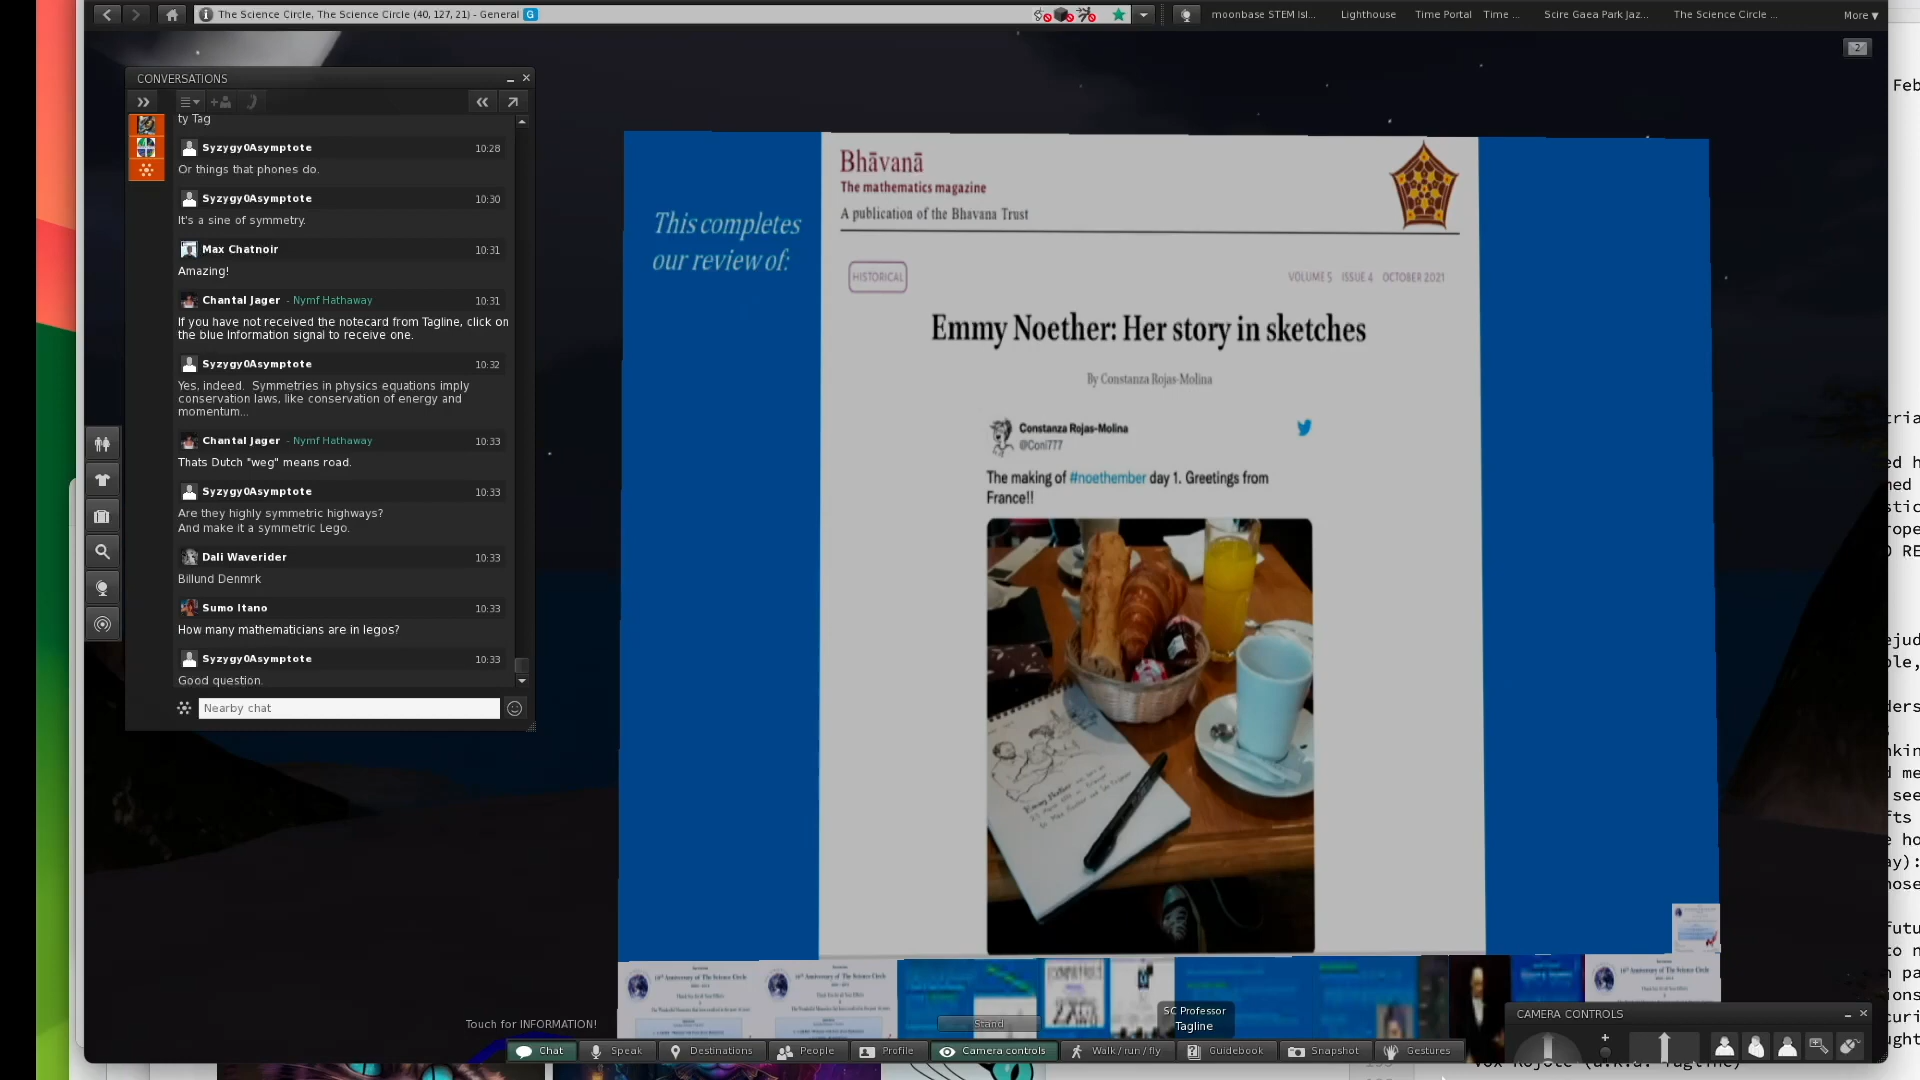 The Science Circle, The Science Circle (40, 127, 21) - General G
moonbase STEM Isl... Lighthouse Time Portal Time ... Scire Gaea Park Jaz... The Science Circle ... More ▾
2
CONVERSATIONS
ty Tag
Syzygy0Asymptote 10:28
Or things that phones do.
Syzygy0Asymptote 10:30
It's a sine of symmetry.
Max Chatnoir 10:31
Amazing!
Chantal Jager - Nymf Hathaway 10:31
If you have not received the notecard from Tagline, click on
the blue Information signal to receive one.
Syzygy0Asymptote 10:32
Yes, indeed. Symmetries in physics equations imply
conservation laws, like conservation of energy and
momentum...
Chantal Jager - Nymf Hathaway 10:33
Thats Dutch "weg" means road.
Syzygy0Asymptote 10:33
Are they highly symmetric highways?
And make it a symmetric Lego.
Dali Waverider 10:33
Billund Denmrk
Sumo Itano 10:33
How many mathematicians are in legos?
Syzygy0Asymptote 10:33
Good question.
Nearby chat
This completes
our review of:
Bhāvanā
The mathematics magazine
A publication of the Bhavana Trust
HISTORICAL
VOLUME 5 ISSUE 4 OCTOBER 2021
Emmy Noether: Her story in sketches
By Constanza Rojas-Molina
Constanza Rojas-Molina
@Coni777
The making of #noethember day 1. Greetings from
France!!
Emmy Noether
Feb
Touch for INFORMATION!
Stand
SC Professor
Tagline
CAMERA CONTROLS
Chat Speak Destinations People Profile Camera controls Walk / run / fly Guidebook Snapshot Gestures